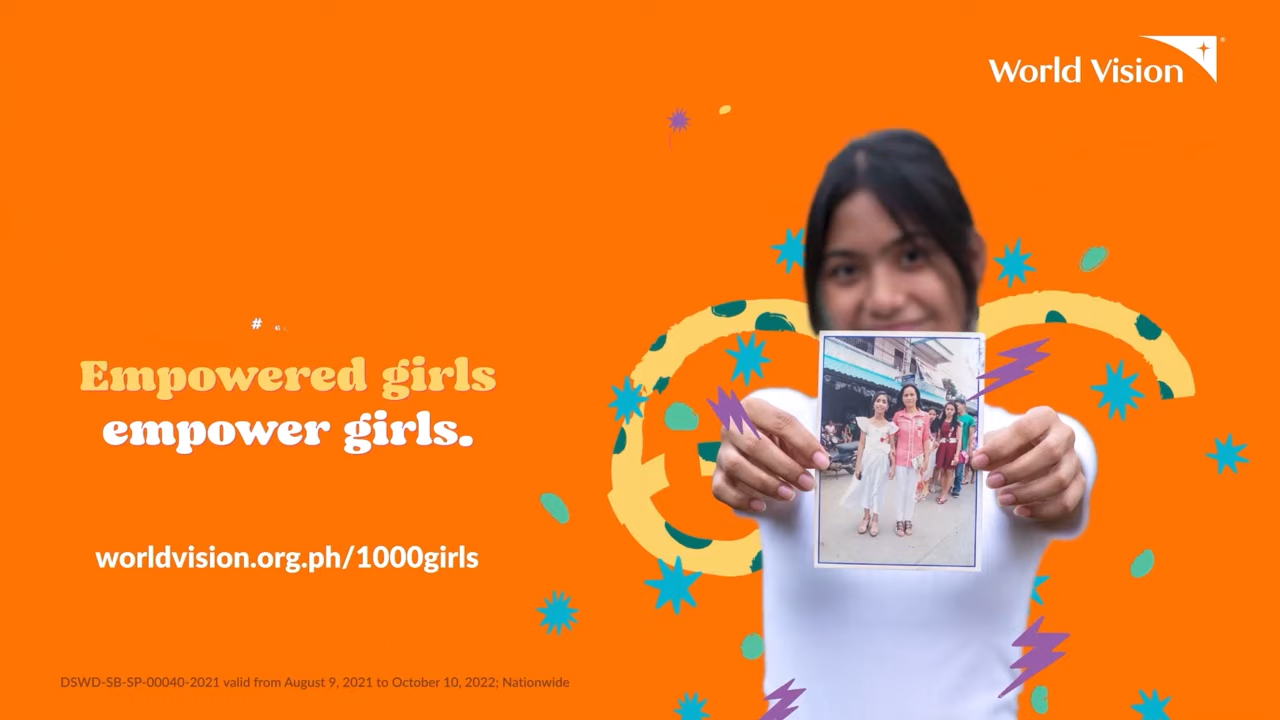 World Vision
#
Empowered girls
empower girls.
worldvision.org.ph/1000girls
DSWD-SB-SP-00040-2021 valid from August 9, 2021 to October 10, 2022; Nationwide